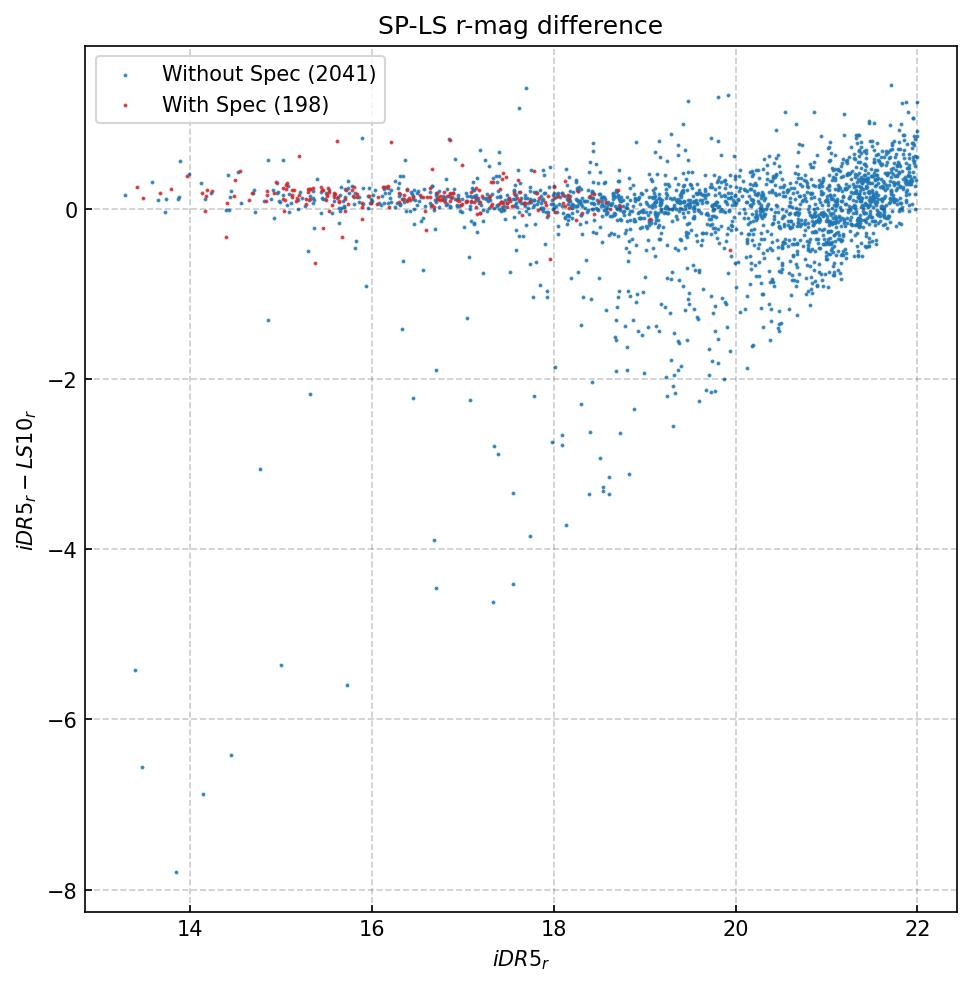 SP-LS r-mag difference
Without Spec (2041)
With Spec (198)
0
−2
−4
−6
−8
iDR5r − LS10r
14
16
18
20
22
iDR5r